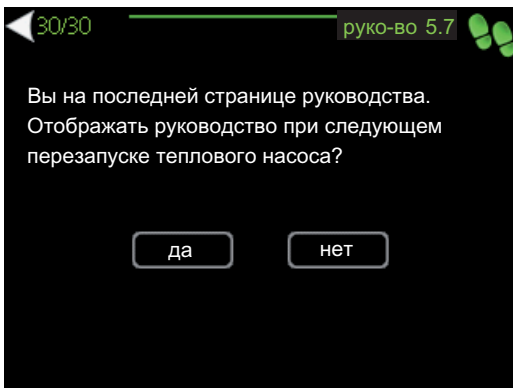 30/30
руко-во 5.7
Вы на последней странице руководства.
Отображать руководство при следующем
перезапуске теплового насоса?
да
нет